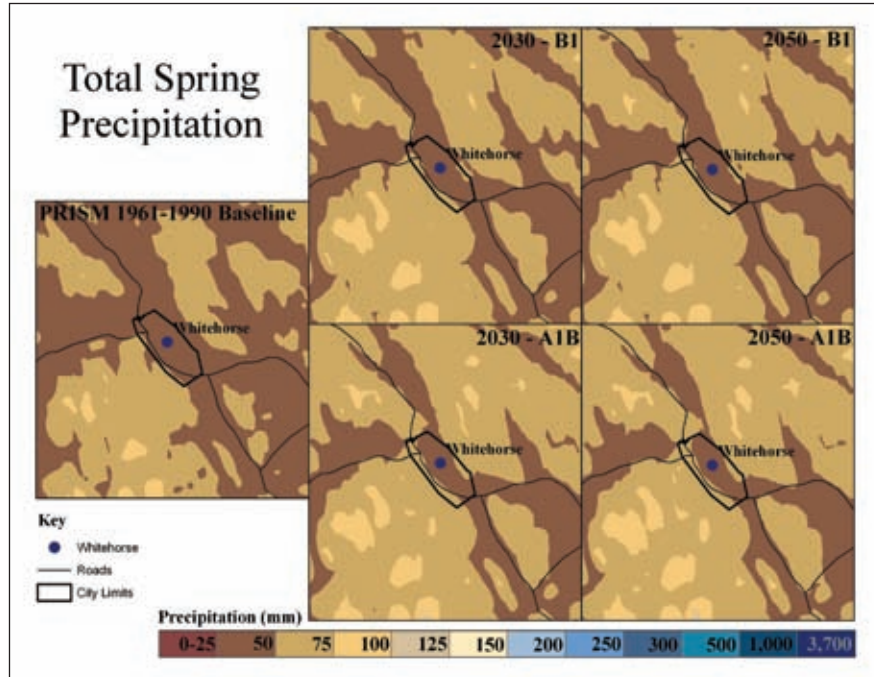 Total Spring
Precipitation
2030 - B1
Whitehorse
2050 - B1
Whitehorse
PRISM 1961-1990 Baseline
Whitehorse
2030 - A1B
Whitehorse
2050 - A1B
Whitehorse
Key
Whitehorse
Roads
City Limits
Precipitation (mm)
0-25 50 75 100 125 150 200 250 300 500 1,000 3,700